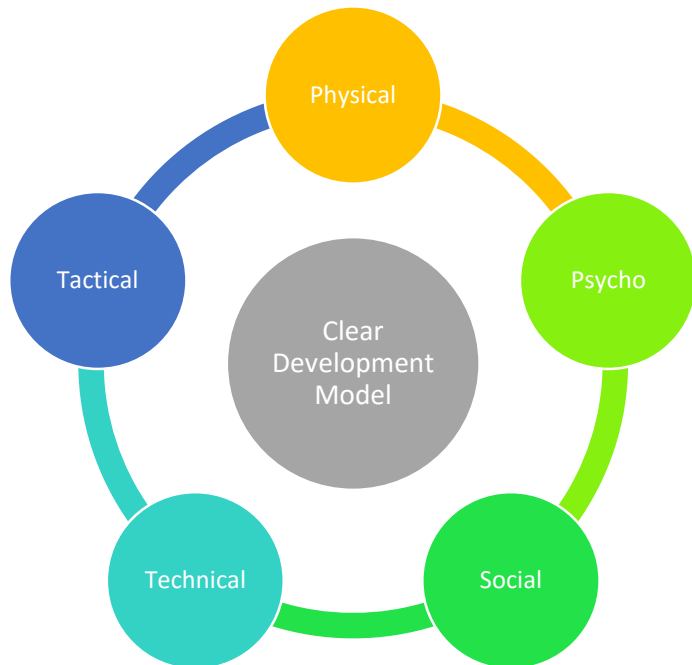 Physical
Psycho
Tactical
Clear
Development
Model
Technical
Social